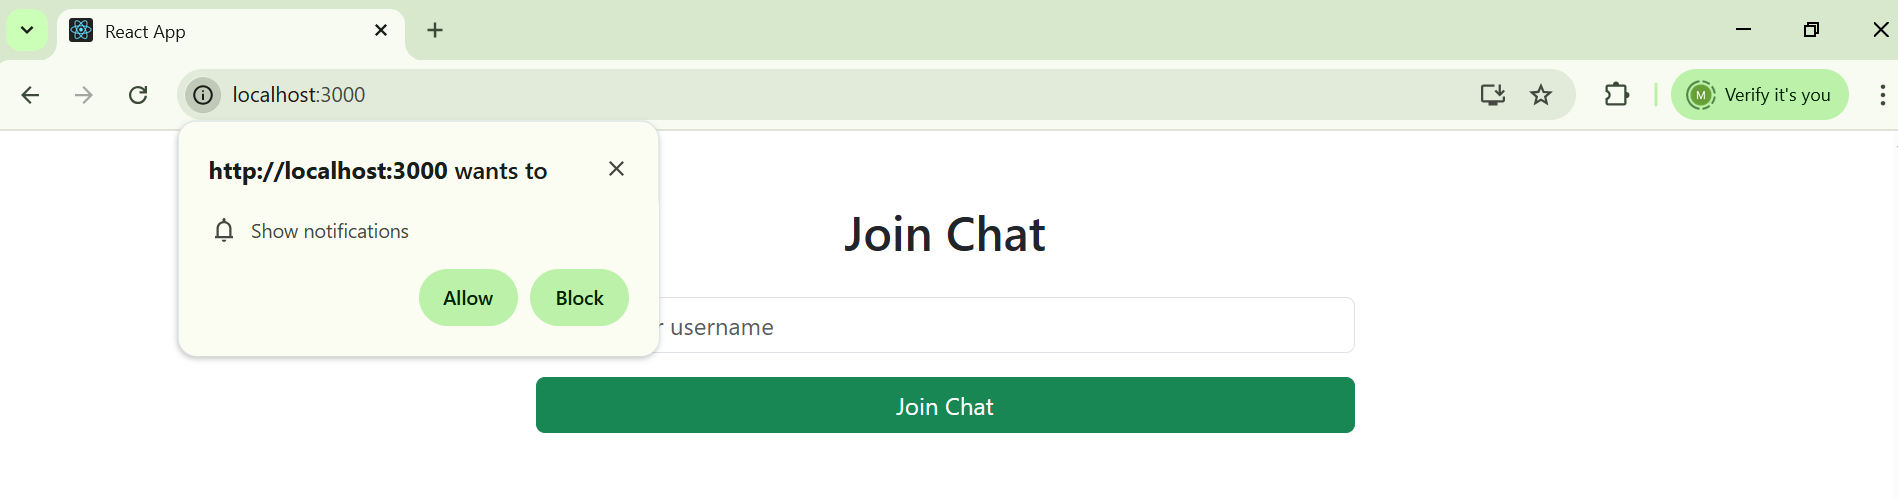 React App
localhost:3000
M
Verify it's you
http://localhost:3000 wants to
Show notifications
Allow
Block
Join Chat
username
Join Chat